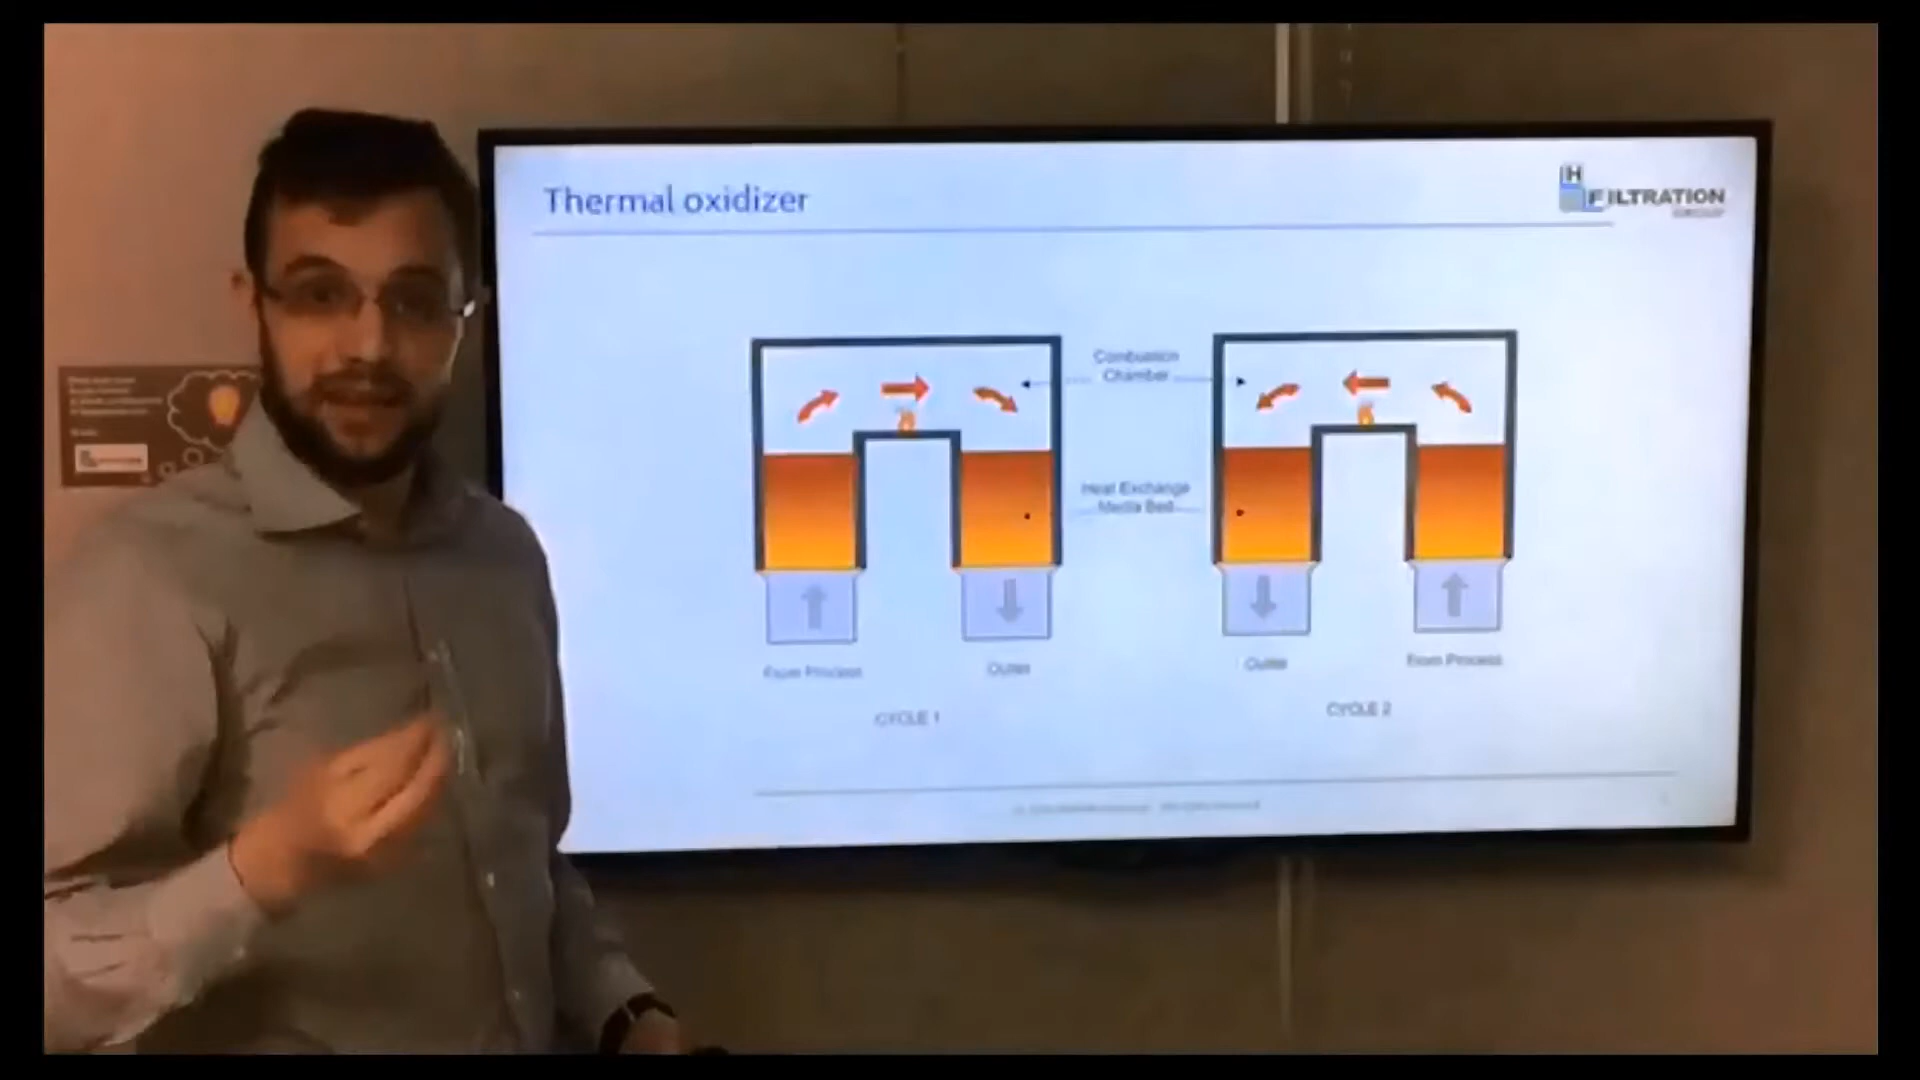 Thermal oxidizer
H
FILTRATION
GROUP
Combustion
Chamber
Heat Exchange
Media Bed
From Process
Outlet
Outlet
From Process
CYCLE 1
CYCLE 2